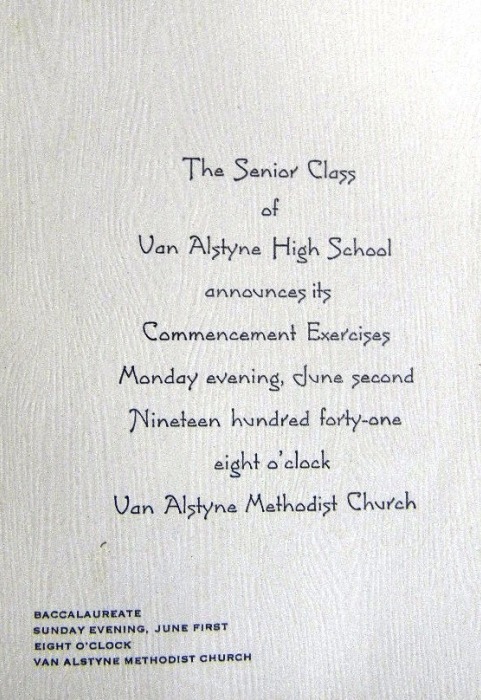 The Senior Class
of
Van Alstyne High School
announces its
Commencement Exercises
Monday evening, June second
Nineteen hundred forty-one
eight o'clock
Van Alstyne Methodist Church
BACCALAUREATE
SUNDAY EVENING, JUNE FIRST
EIGHT O'CLOCK
VAN ALSTYNE METHODIST CHURCH